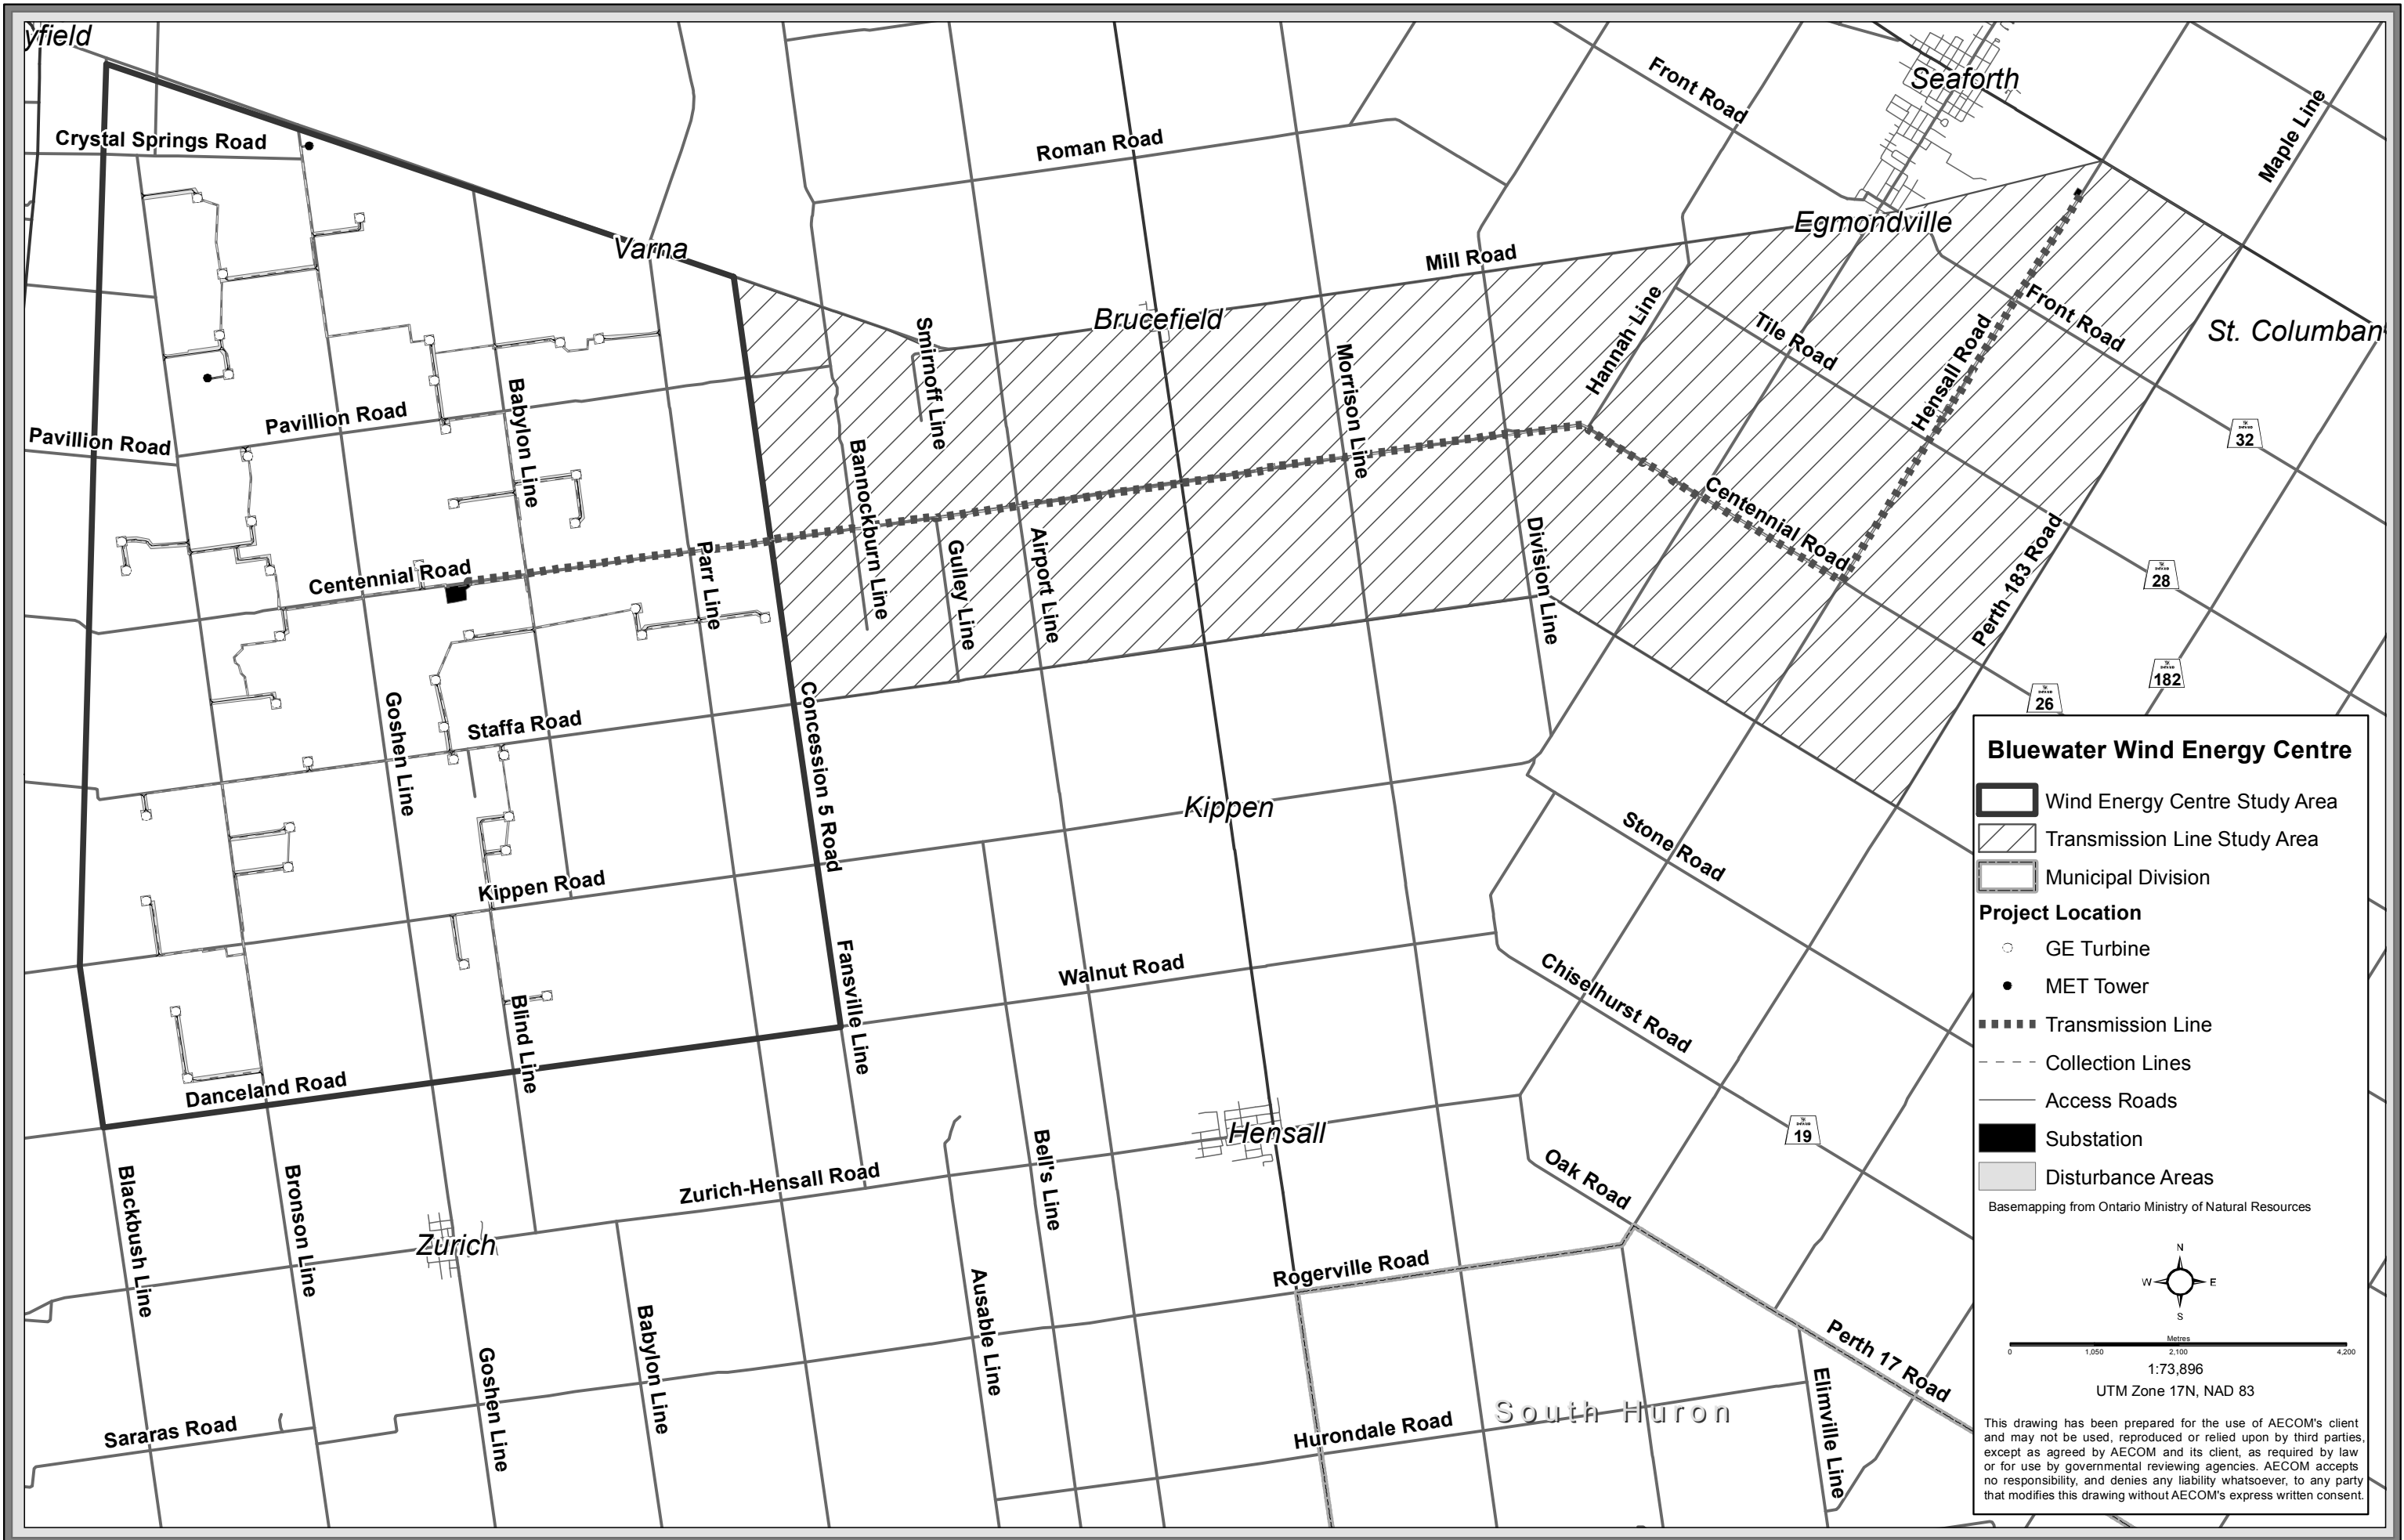 yfield
Seaforth
Front Road
Maple Line
Crystal Springs Road
Roman Road
Varna
Egmondville
Mill Road
Brucefield
Smirnoff Line
Hannah Line
Tile Road
Front Road
Hensall Road
St. Columban
Morrison Line
Babylon Line
Pavillion Road
Pavillion Road
32
Bannockburn Line
Centennial Road
Parr Line
Gulley Line
Airport Line
Division Line
Centennial Road
Perth 183 Road
28
182
26
Goshen Line
Staffa Road
Concession 5 Road
Kippen
Stone Road
Kippen Road
Fansville Line
Walnut Road
Chiselhurst Road
Blind Line
Danceland Road
Hensall
19
Blackbush Line
Bronson Line
Zurich-Hensall Road
Bell's Line
Oak Road
Zurich
Babylon Line
Ausable Line
Rogerville Road
Perth 17 Road
Goshen Line
Sararas Road
Hurondale Road
South Huron
Elimville Line
Bluewater Wind Energy Centre
Wind Energy Centre Study Area
Transmission Line Study Area
Municipal Division
Project Location
GE Turbine
MET Tower
Transmission Line
Collection Lines
Access Roads
Substation
Disturbance Areas
Basemapping from Ontario Ministry of Natural Resources
N
W E
S
Metres
0 1,050 2,100 4,200
1:73,896
UTM Zone 17N, NAD 83
This drawing has been prepared for the use of AECOM's client
and may not be used, reproduced or relied upon by third parties,
except as agreed by AECOM and its client, as required by law
or for use by governmental reviewing agencies. AECOM accepts
no responsibility, and denies any liability whatsoever, to any party
that modifies this drawing without AECOM's express written consent.